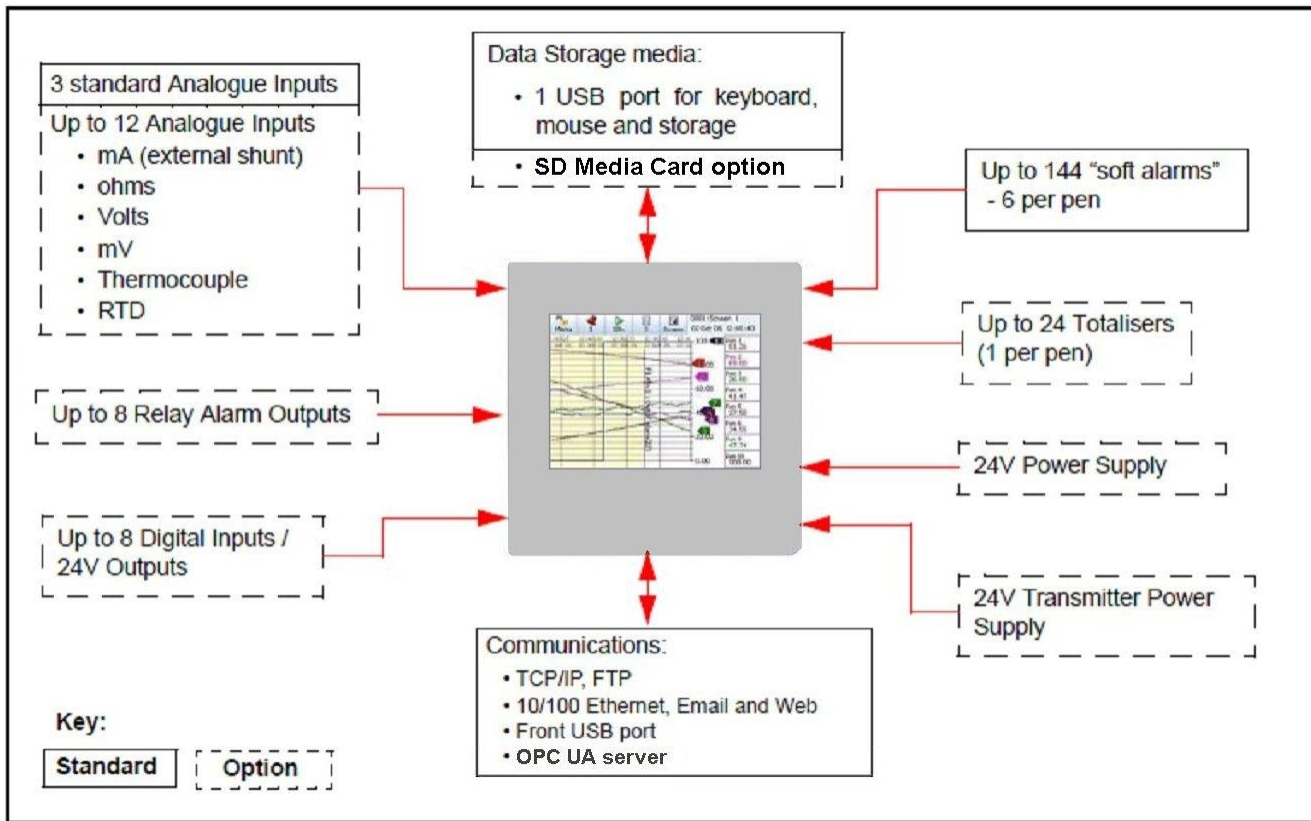 3 standard Analogue Inputs
Up to 12 Analogue Inputs
• mA (external shunt)
• ohms
• Volts
• mV
• Thermocouple
• RTD
Up to 8 Relay Alarm Outputs
Up to 8 Digital Inputs /
24V Outputs
Data Storage media:
• 1 USB port for keyboard,
mouse and storage
• SD Media Card option
Up to 144 “soft alarms”
- 6 per pen
Up to 24 Totalisers
(1 per pen)
24V Power Supply
24V Transmitter Power
Supply
Communications:
• TCP/IP, FTP
• 10/100 Ethernet, Email and Web
• Front USB port
• OPC UA server
Key:
Standard
Option